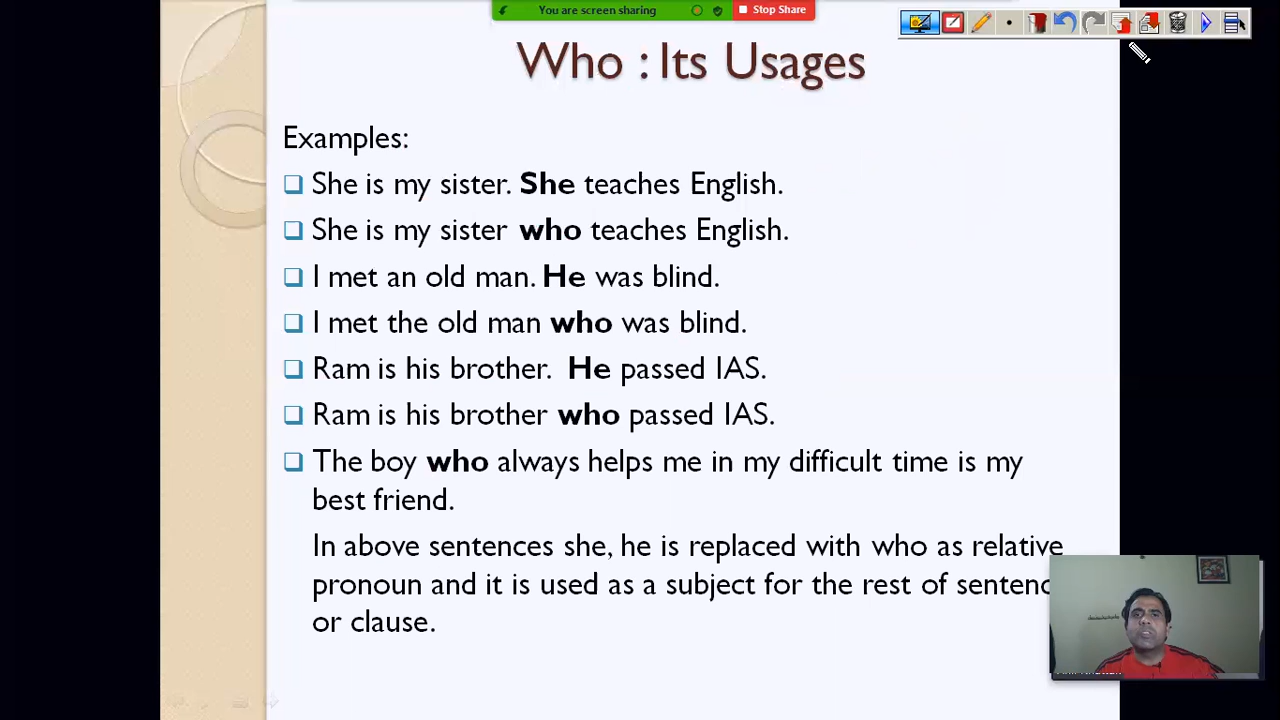 You are screen sharing
Stop Share
Who : Its Usages
Examples:
She is my sister. She teaches English.
She is my sister who teaches English.
I met an old man. He was blind.
I met the old man who was blind.
Ram is his brother. He passed IAS.
Ram is his brother who passed IAS.
The boy who always helps me in my difficult time is my
best friend.
In above sentences she, he is replaced with who as relative
pronoun and it is used as a subject for the rest of sentenc
or clause.